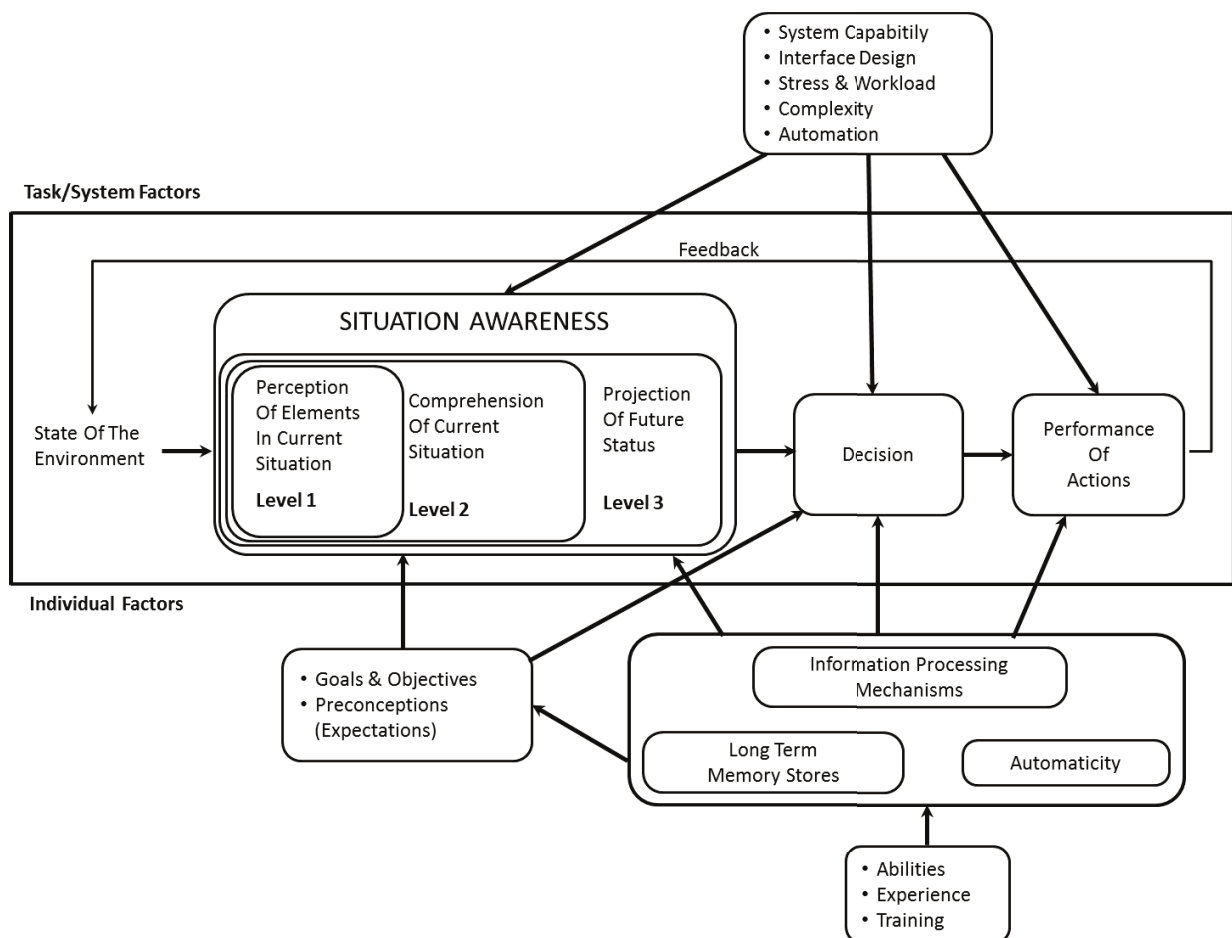 • System Capabitily
• Interface Design
• Stress & Workload
• Complexity
• Automation
Task/System Factors
Feedback
SITUATION AWARENESS
Perception
Of Elements
In Current
Situation
Level 1
Comprehension
Of Current
Situation
Level 2
Projection
Of Future
Status
Level 3
State Of The
Environment
Decision
Performance
Of
Actions
Individual Factors
• Goals & Objectives
• Preconceptions
(Expectations)
Information Processing
Mechanisms
Long Term
Memory Stores
Automaticity
• Abilities
• Experience
• Training